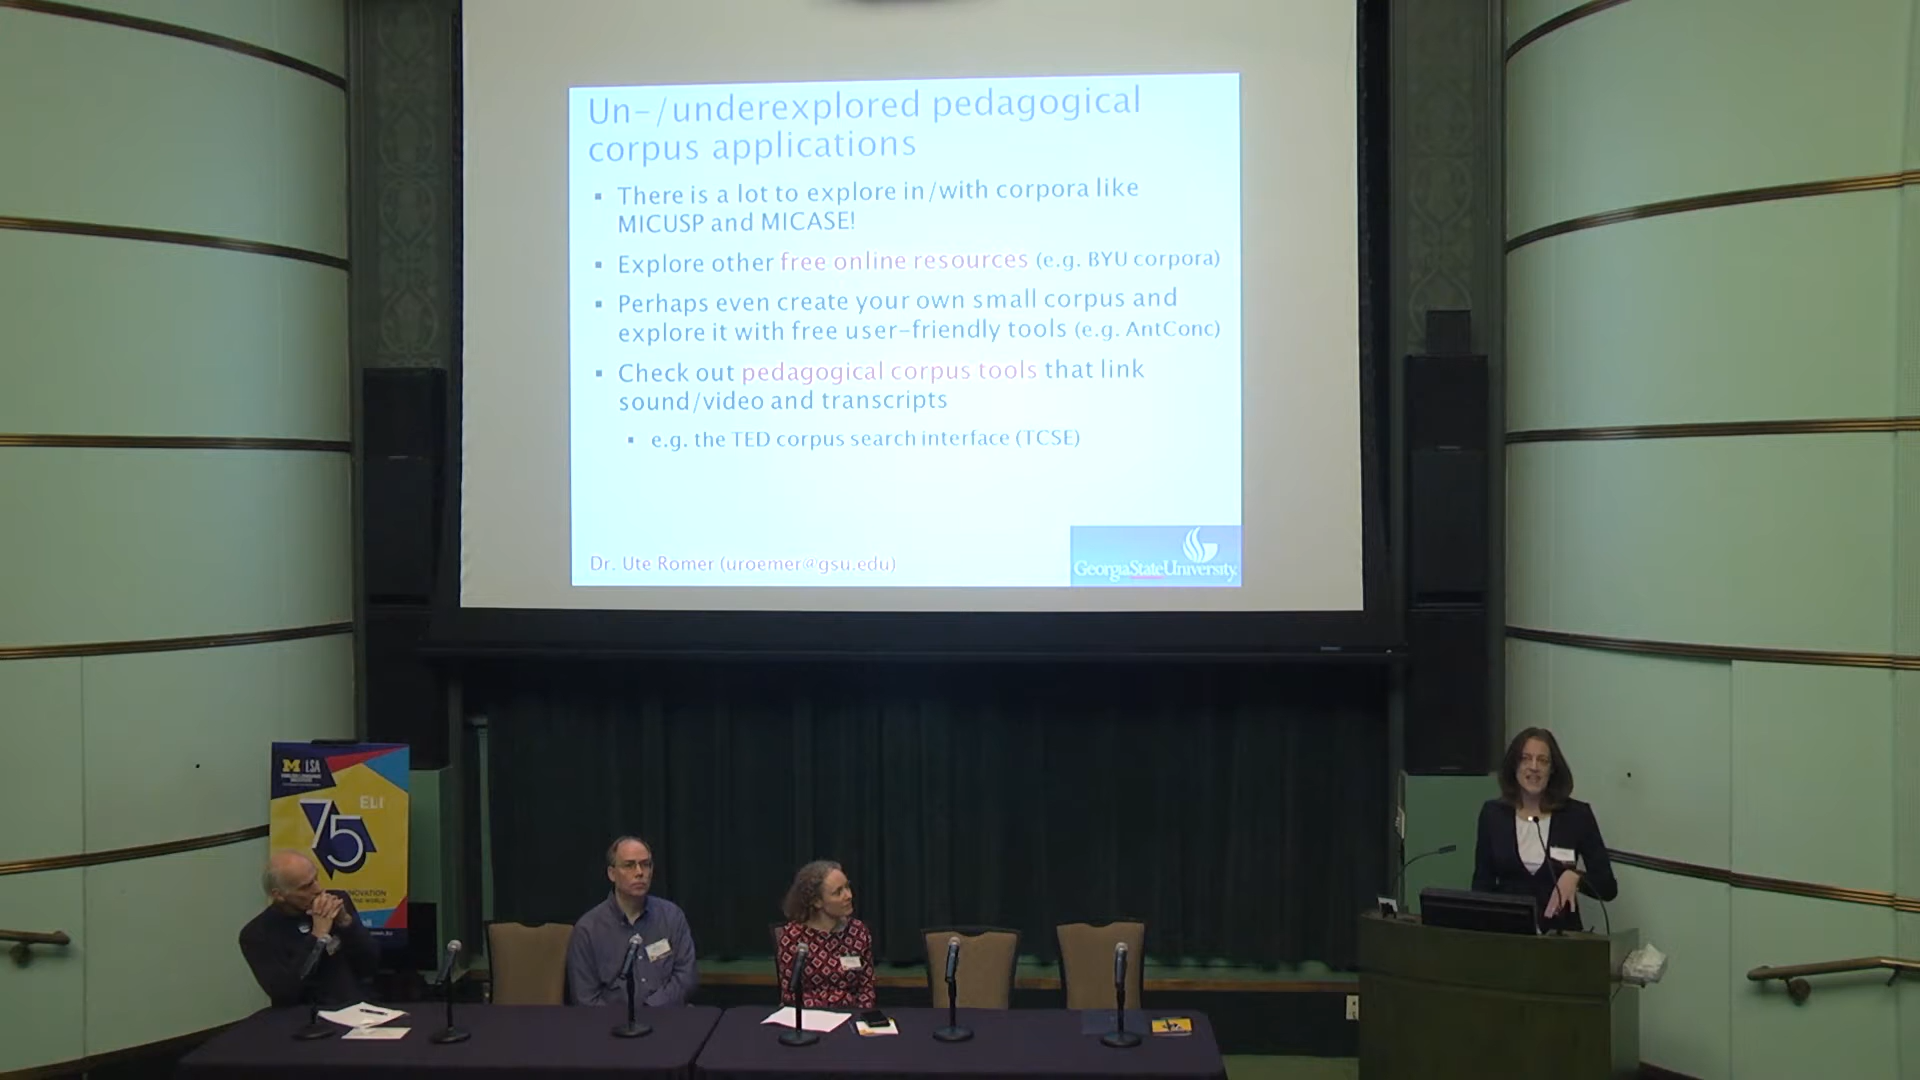 Un-/underexplored pedagogical
corpus applications
▪ There is a lot to explore in/with corpora like
MICUSP and MICASE!
▪ Explore other free online resources (e.g. BYU corpora)
▪ Perhaps even create your own small corpus and
explore it with free user-friendly tools (e.g. AntConc)
▪ Check out pedagogical corpus tools that link
sound/video and transcripts
▪ e.g. the TED corpus search interface (TCSE)
Dr. Ute Romer (uroemer@gsu.edu)
GeorgiaStateUniversity
M LSA
ELI
75